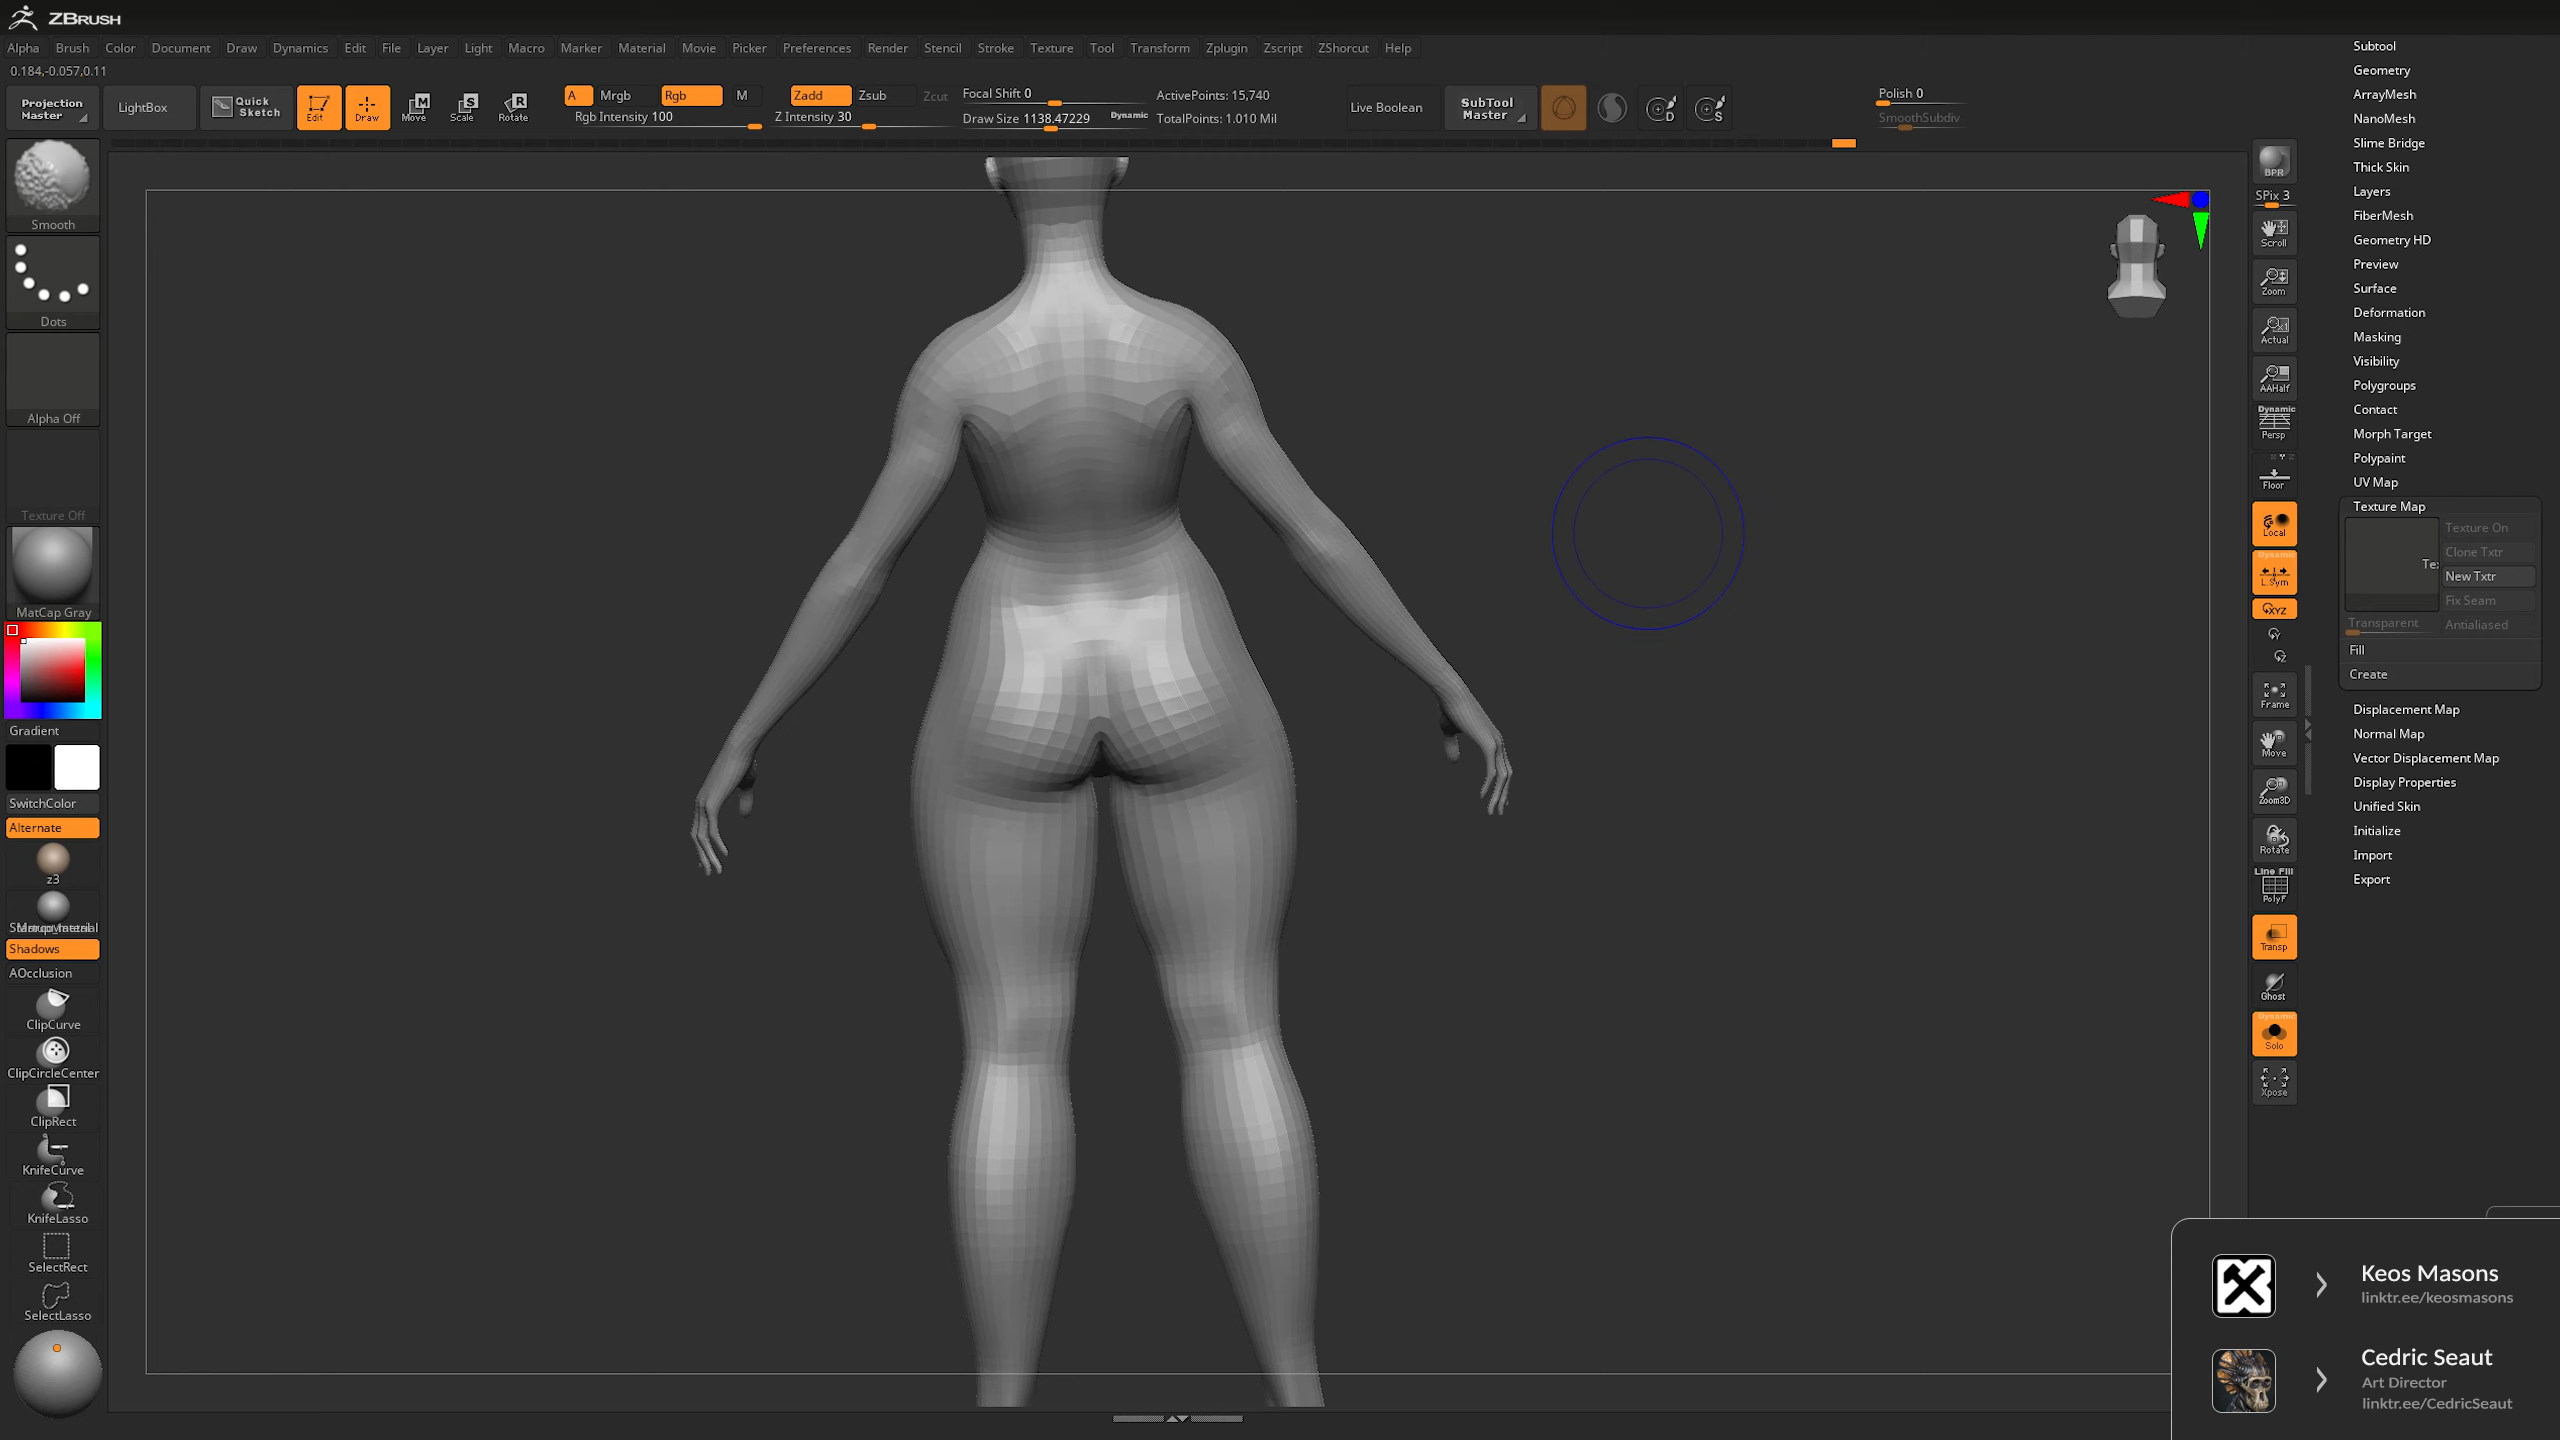 ZBRUSH
Alpha Brush Color Document Draw Dynamics Edit File Layer Light Macro Marker Material Movie Picker Preferences Render Stencil Stroke Texture Tool Transform Zplugin Zscript ZShorcut Help
0.184,-0.057,0.11
Projection Master
LightBox
Quick Sketch
Edit
Draw
Move
Scale
Rotate
A Mrgb Rgb M
Rgb Intensity 100
Zadd Zsub Zcut
Z Intensity 30
Focal Shift 0
Draw Size 1138.47229 Dynamic
ActivePoints: 15,740
TotalPoints: 1.010 Mil
Live Boolean
SubTool Master
Polish 0
SmoothSubdiv
Smooth
Dots
Alpha Off
Texture Off
MatCap Gray
Gradient
SwitchColor
Alternate
z3
Shadows
AOcclusion
ClipCurve
ClipCircleCenter
ClipRect
KnifeCurve
KnifeLasso
SelectRect
SelectLasso
BPR
SPix 3
Scroll
Zoom
Actual
AAHalf
Dynamic
Persp
Floor
Local
Dynamic
L.Sym
XYZ
Frame
Move
Zoom3D
Rotate
Line Fill
PolyF
Transp
Ghost
Dynamic
Solo
Xpose
Subtool
Geometry
ArrayMesh
NanoMesh
Slime Bridge
Thick Skin
Layers
FiberMesh
Geometry HD
Preview
Surface
Deformation
Masking
Visibility
Polygroups
Contact
Morph Target
Polypaint
UV Map
Texture Map
Texture On
Clone Txtr
New Txtr
Fix Seam
Transparent Antialiased
Fill
Create
Displacement Map
Normal Map
Vector Displacement Map
Display Properties
Unified Skin
Initialize
Import
Export
Keos Masons
linktr.ee/keosmasons
Cedric Seaut
Art Director
linktr.ee/CedricSeaut